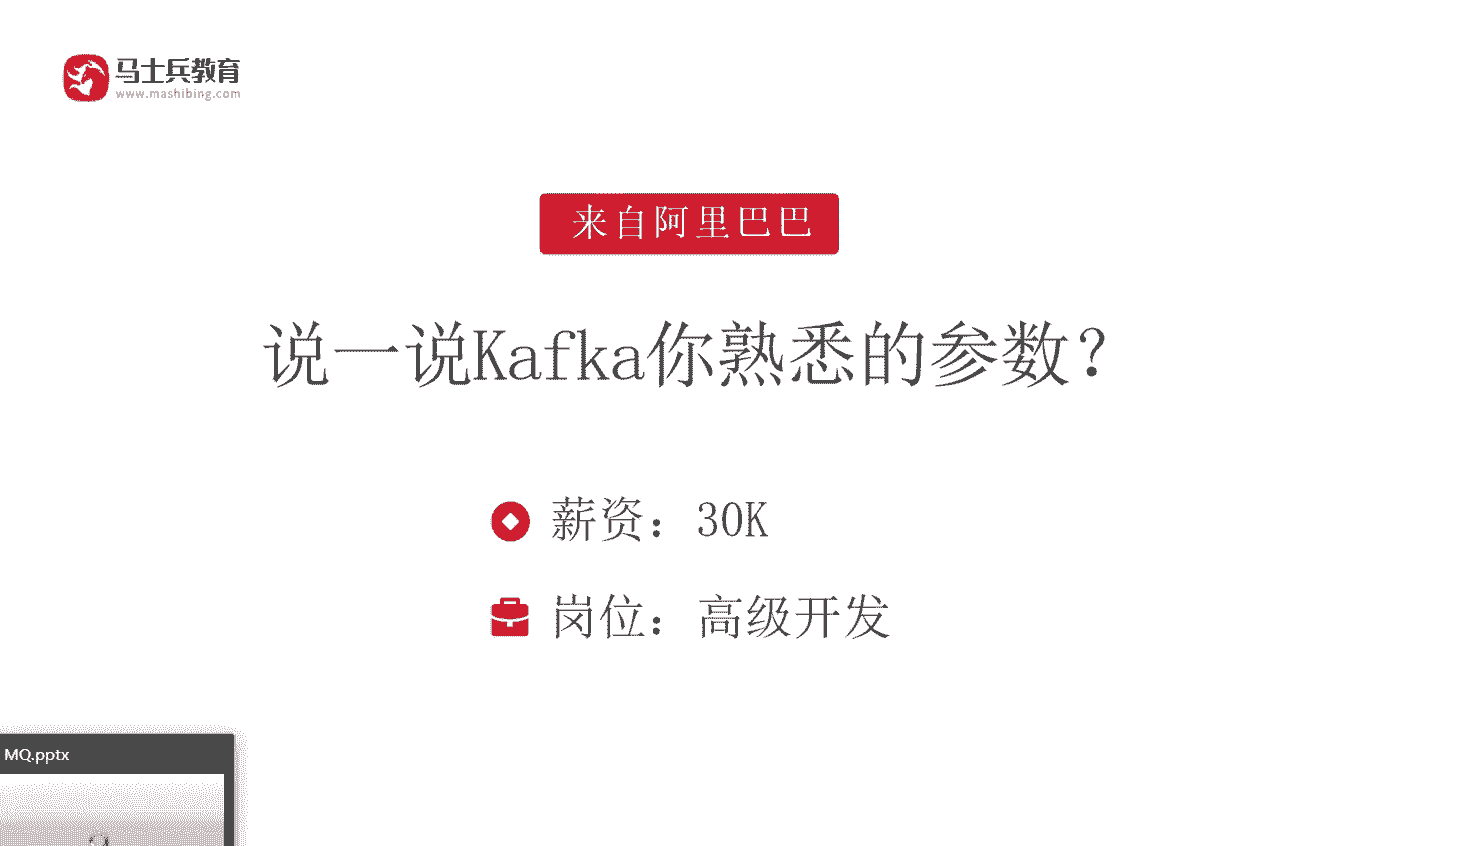 马士兵教育
www.mashibing.com
来自阿里巴巴
说一说Kafka你熟悉的参数?
薪资：30K
岗位：高级开发
MQ.pptx